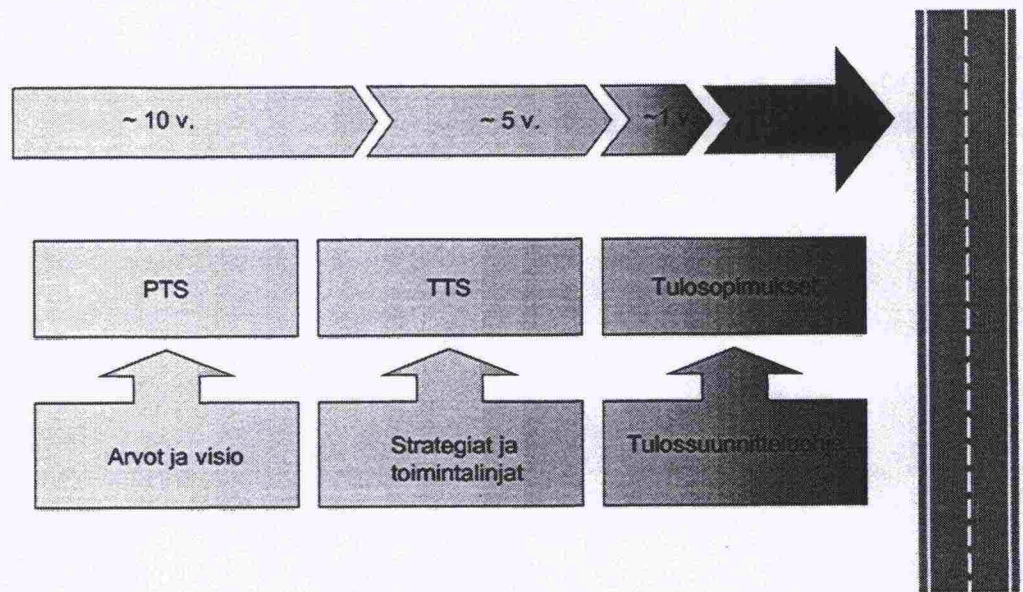 ~ 10 v.
~ 5 v.
~1 v.
PTS
TTS
Tulosopimukset
Arvot ja visio
Strategiat ja
toimintalinjat